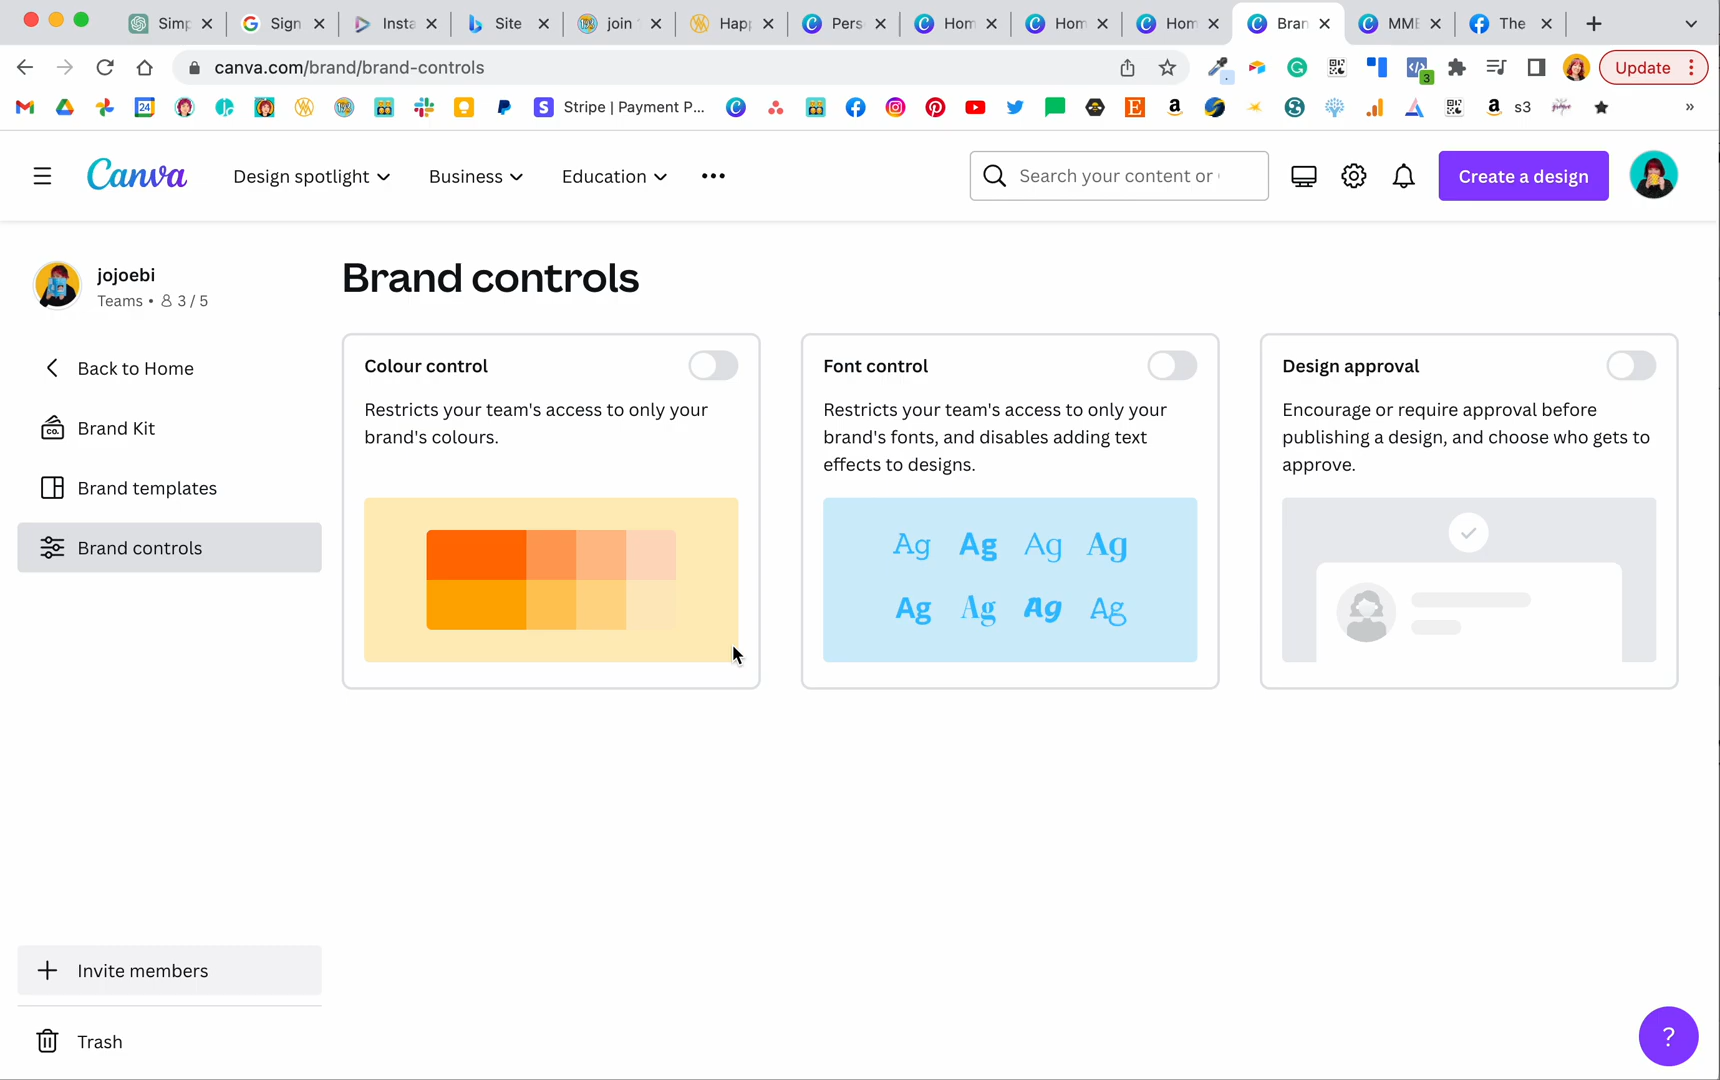 Simp
Sign
Insta
Site
join
Happ
Pers
Hom
Hom
Hom
Bran
MME
The
canva.com/brand/brand-controls
3
Update
24
Stripe | Payment P...
s3
Canva
Design spotlight
Business
Education
Search your content or
Create a design
jojoebi
Teams • 3 / 5
Back to Home
CO.
Brand Kit
Brand templates
Brand controls
Invite members
Trash
Brand controls
Colour control
Restricts your team's access to only your
brand's colours.
Font control
Restricts your team's access to only your
brand's fonts, and disables adding text
effects to designs.
Ag Ag Ag Ag
Ag Ag Ag Ag
Design approval
Encourage or require approval before
publishing a design, and choose who gets to
approve.
?